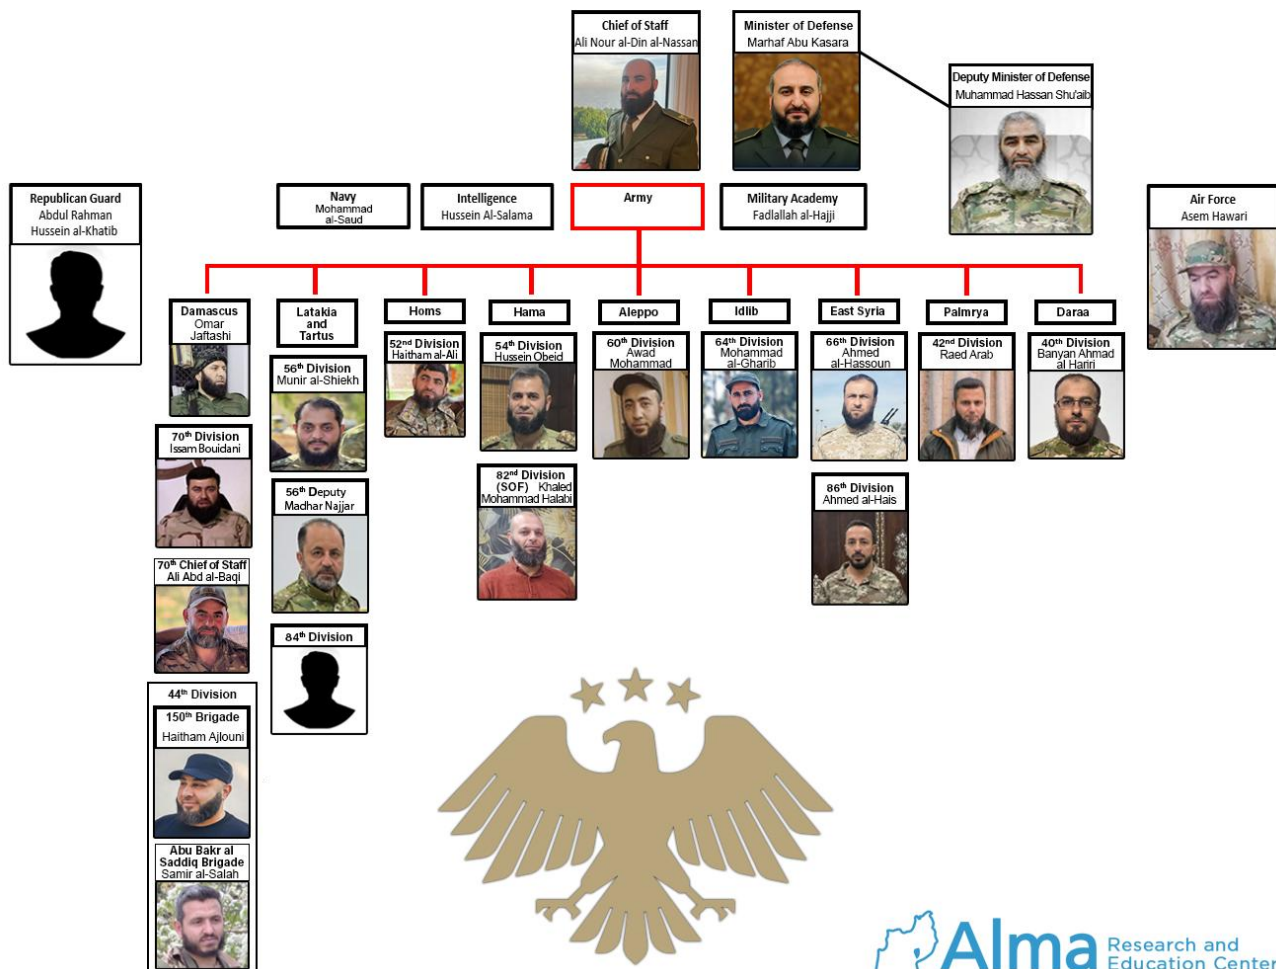 Chief of Staff
Ali Nour al-Din al-Nassan
Minister of Defense
Marhaf Abu Kasara
Deputy Minister of Defense
Muhammad Hassan Shu'aib
Republican Guard
Abdul Rahman
Hussein al-Khatib
Navy
Mohammad
al-Saud
Intelligence
Hussein Al-Salama
Army
Military Academy
Fadlallah al-Hajji
Air Force
Asem Hawari
Damascus
Omar
Jaftashi
70th Division
Issam Bouidani
70th Chief of Staff
Ali Abd al-Baqi
44th Division
150th Brigade
Haitham Ajlouni
Abu Bakr al
Saddiq Brigade
Samir al-Salah
Latakia
and
Tartus
56th Division
Munir al-Shiekh
56th Deputy
Madhar Najjar
84th Division
Homs
52nd Division
Haitham al-Ali
Hama
54th Division
Hussein Obeid
82nd Division
(SOF) Khaled
Mohammad Halabi
Aleppo
60th Division
Awad
Mohammad
Idlib
64th Division
Mohammad
al-Gharib
East Syria
66th Division
Ahmed
al-Hassoun
86th Division
Ahmed al-Hais
Palmrya
42nd Division
Raed Arab
Daraa
40th Division
Banyan Ahmad
al Hariri
Alma
Research and
Education Center